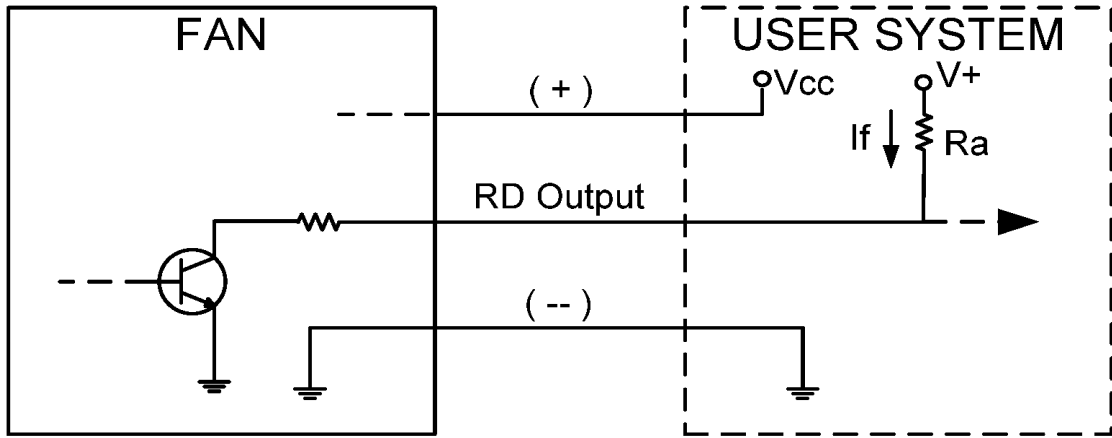 FAN
USER SYSTEM
( + )
Vcc
V+
If
Ra
RD Output
( -- )